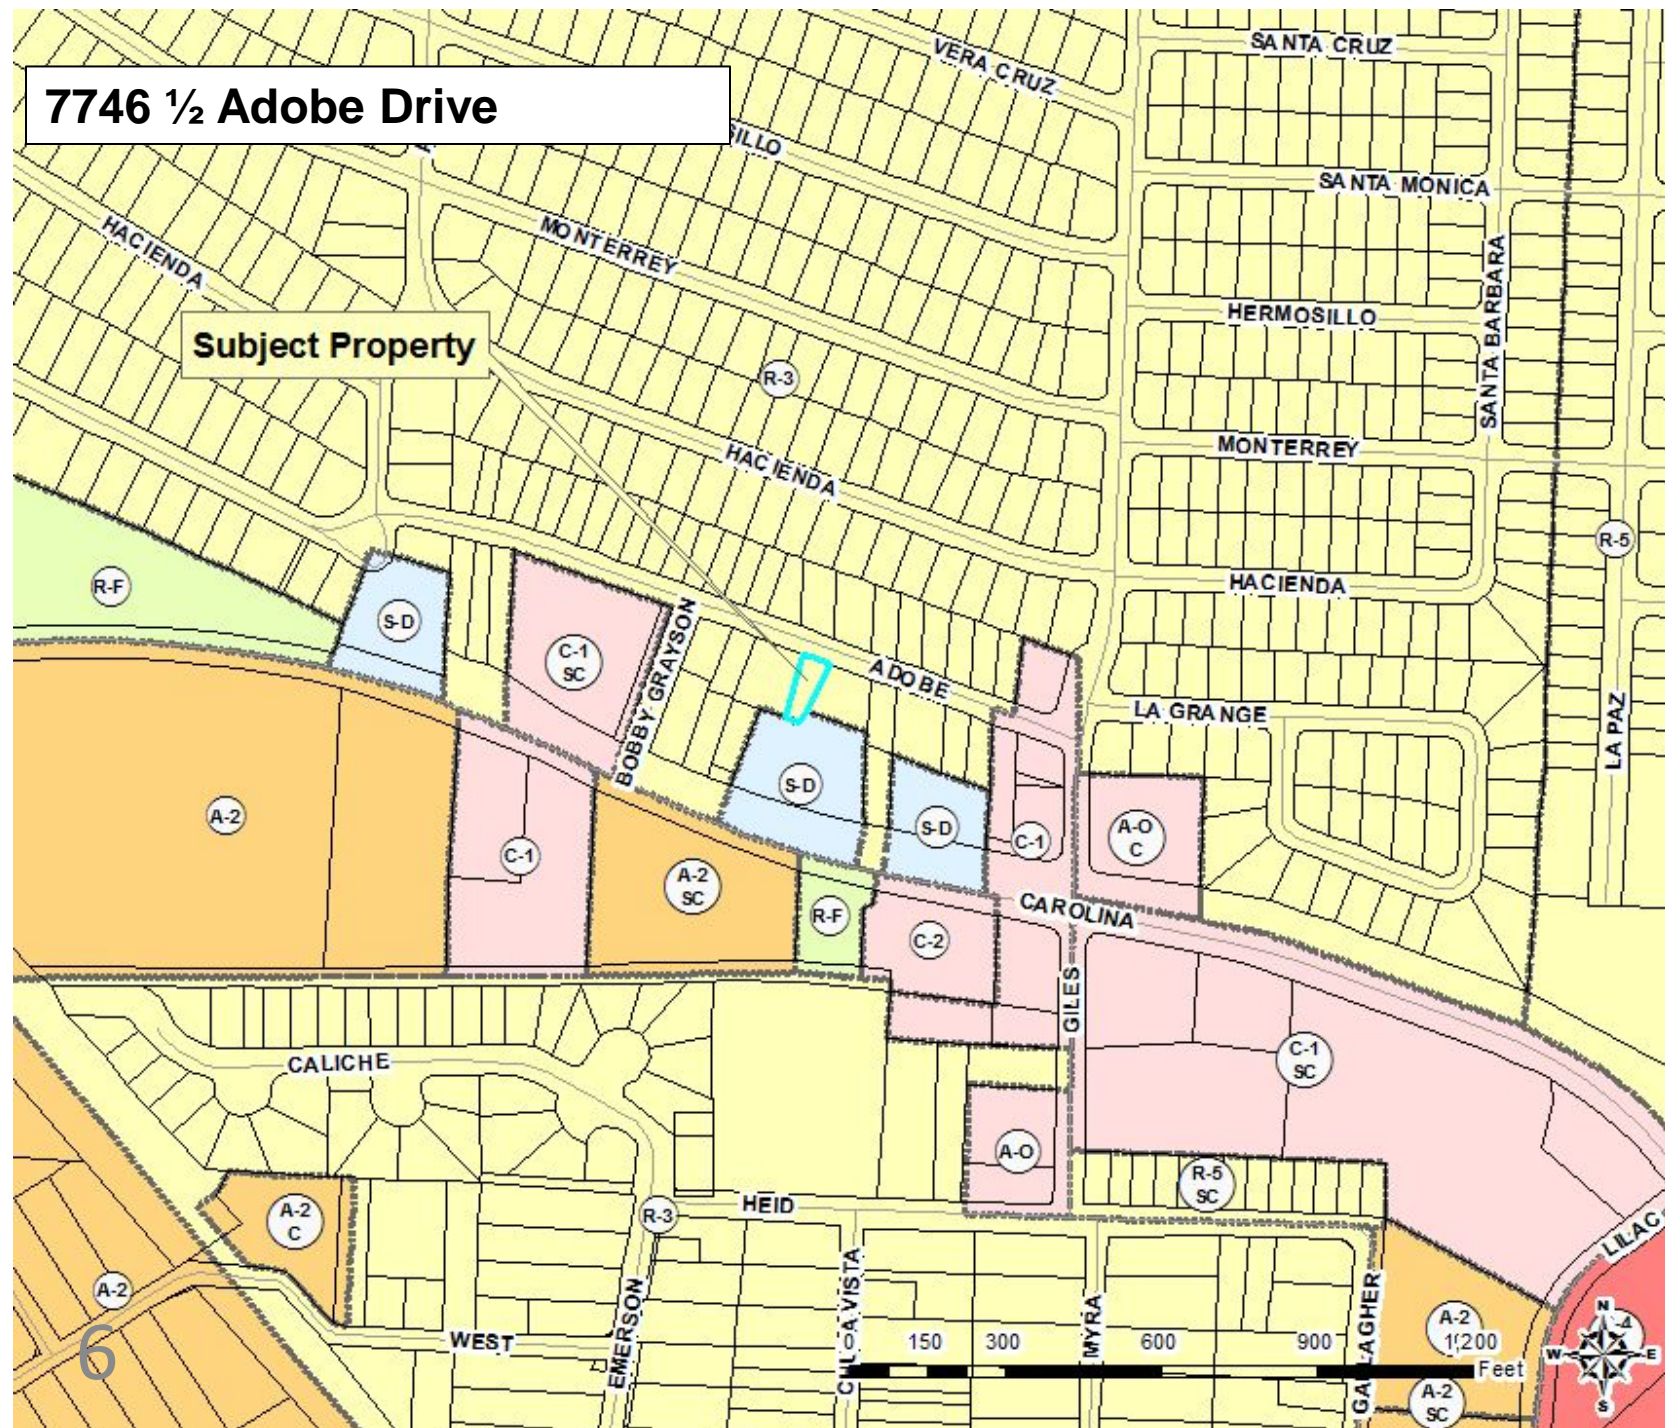 7746 ½ Adobe Drive
VERA CRUZ
SANTA CRUZ
SANTA MONICA
HACIENDA
MONTERREY
SANTA BARBARA
HERMOSILLO
Subject Property
R-3
MONTERREY
HACIENDA
R-5
HACIENDA
R-F
S-D
C-1
SC
BOBBY GRAYSON
ADOBE
LA GRANGE
LA PAZ
S-D
S-D
C-1
A-O
C
A-2
C-1
A-2
SC
R-F
C-2
CAROLINA
GILES
C-1
SC
CALICHE
A-O
R-5
SC
A-2
C
R-3
HEID
LILAC
A-2
6
WEST
EMERSON
MYRA
A-2
0 150 300 600 900 1,200
Feet
N
W E
S
A-2
SC